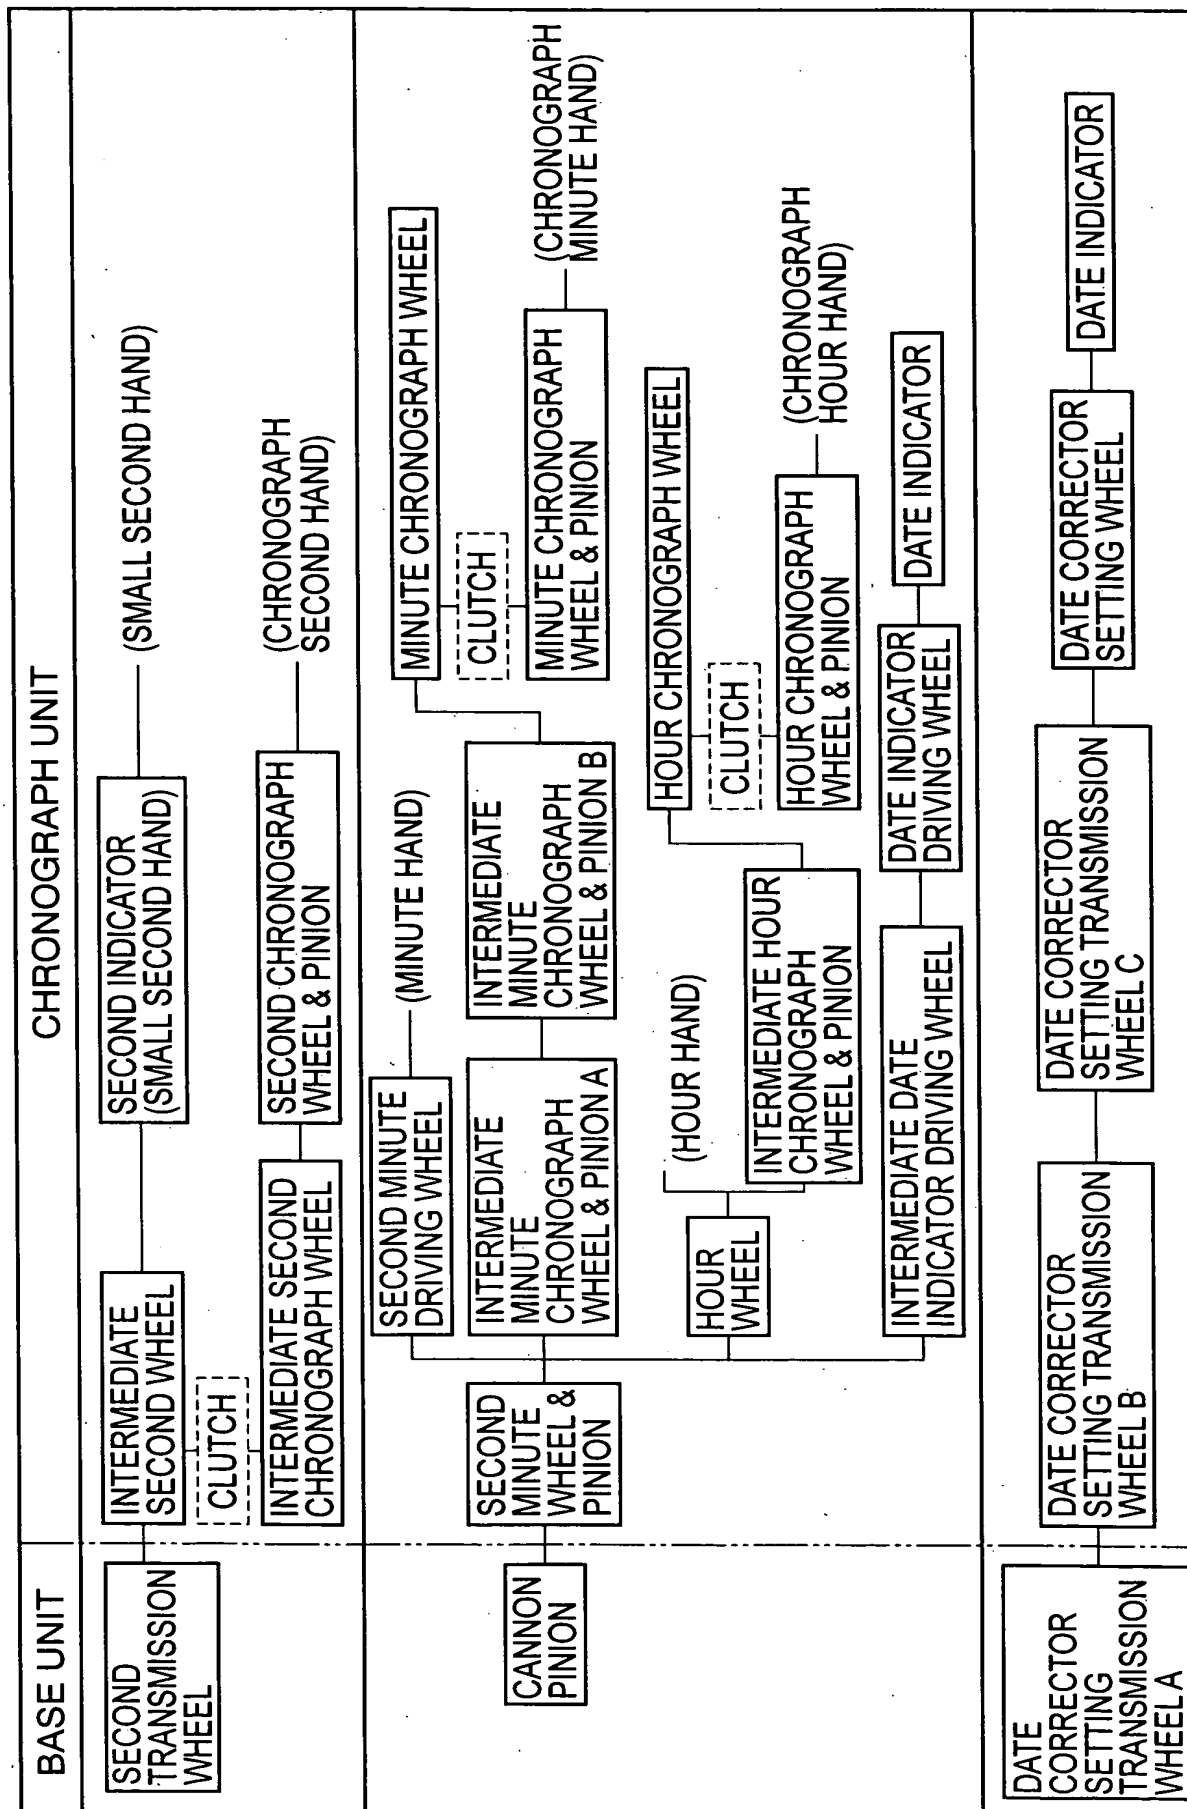 BASE UNIT
CHRONOGRAPH UNIT
SECOND
TRANSMISSION
WHEEL
INTERMEDIATE
SECOND WHEEL
SECOND INDICATOR
(SMALL SECOND HAND)
(SMALL SECOND HAND)
CLUTCH
INTERMEDIATE SECOND
CHRONOGRAPH WHEEL
SECOND CHRONOGRAPH
WHEEL & PINION
(CHRONOGRAPH
SECOND HAND)
CANNON
PINION
SECOND
MINUTE
WHEEL &
PINION
SECOND MINUTE
DRIVING WHEEL
(MINUTE HAND)
INTERMEDIATE
MINUTE
CHRONOGRAPH
WHEEL & PINION A
INTERMEDIATE
MINUTE
CHRONOGRAPH
WHEEL & PINION B
MINUTE CHRONOGRAPH WHEEL
CLUTCH
MINUTE CHRONOGRAPH
WHEEL & PINION
(CHRONOGRAPH
MINUTE HAND)
HOUR
WHEEL
(HOUR HAND)
INTERMEDIATE HOUR
CHRONOGRAPH
WHEEL & PINION
HOUR CHRONOGRAPH WHEEL
CLUTCH
HOUR CHRONOGRAPH
WHEEL & PINION
(CHRONOGRAPH
HOUR HAND)
INTERMEDIATE DATE
INDICATOR DRIVING WHEEL
DATE INDICATOR
DRIVING WHEEL
DATE INDICATOR
DATE
CORRECTOR
SETTING
TRANSMISSION
WHEEL A
DATE CORRECTOR
SETTING TRANSMISSION
WHEEL B
DATE CORRECTOR
SETTING TRANSMISSION
WHEEL C
DATE CORRECTOR
SETTING WHEEL
DATE INDICATOR